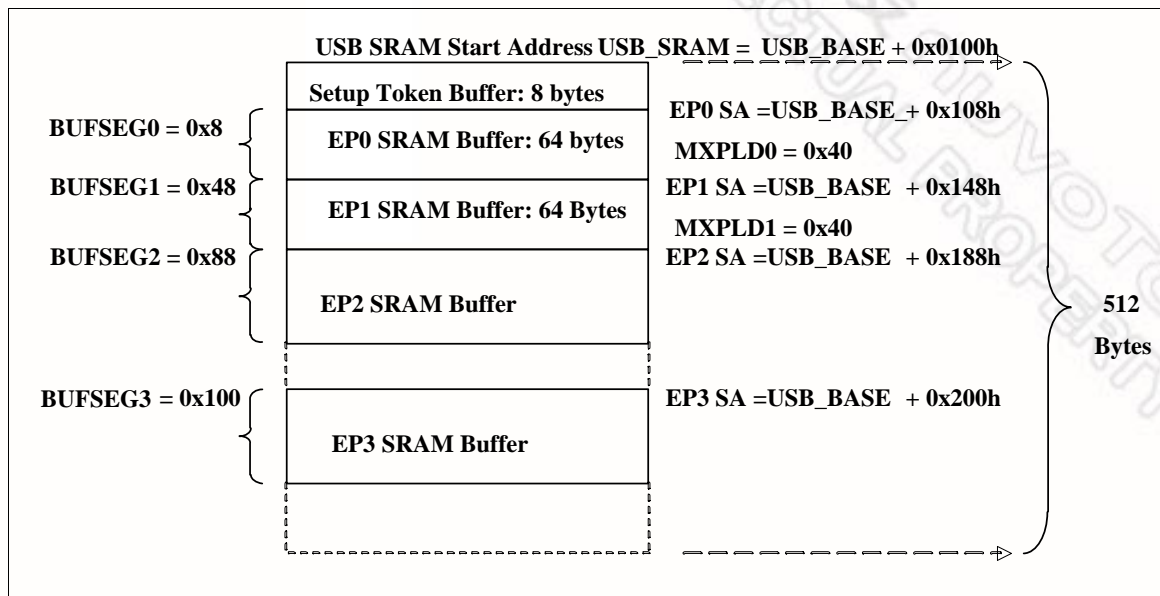 USB SRAM Start Address USB_SRAM = USB_BASE + 0x0100h
Setup Token Buffer: 8 bytes
EP0 SA =USB_BASE_+ 0x108h
BUFSEG0 = 0x8
EP0 SRAM Buffer: 64 bytes
MXPLD0 = 0x40
BUFSEG1 = 0x48
EP1 SA =USB_BASE + 0x148h
EP1 SRAM Buffer: 64 Bytes
MXPLD1 = 0x40
BUFSEG2 = 0x88
EP2 SA =USB_BASE + 0x188h
EP2 SRAM Buffer
512
Bytes
BUFSEG3 = 0x100
EP3 SA =USB_BASE + 0x200h
EP3 SRAM Buffer